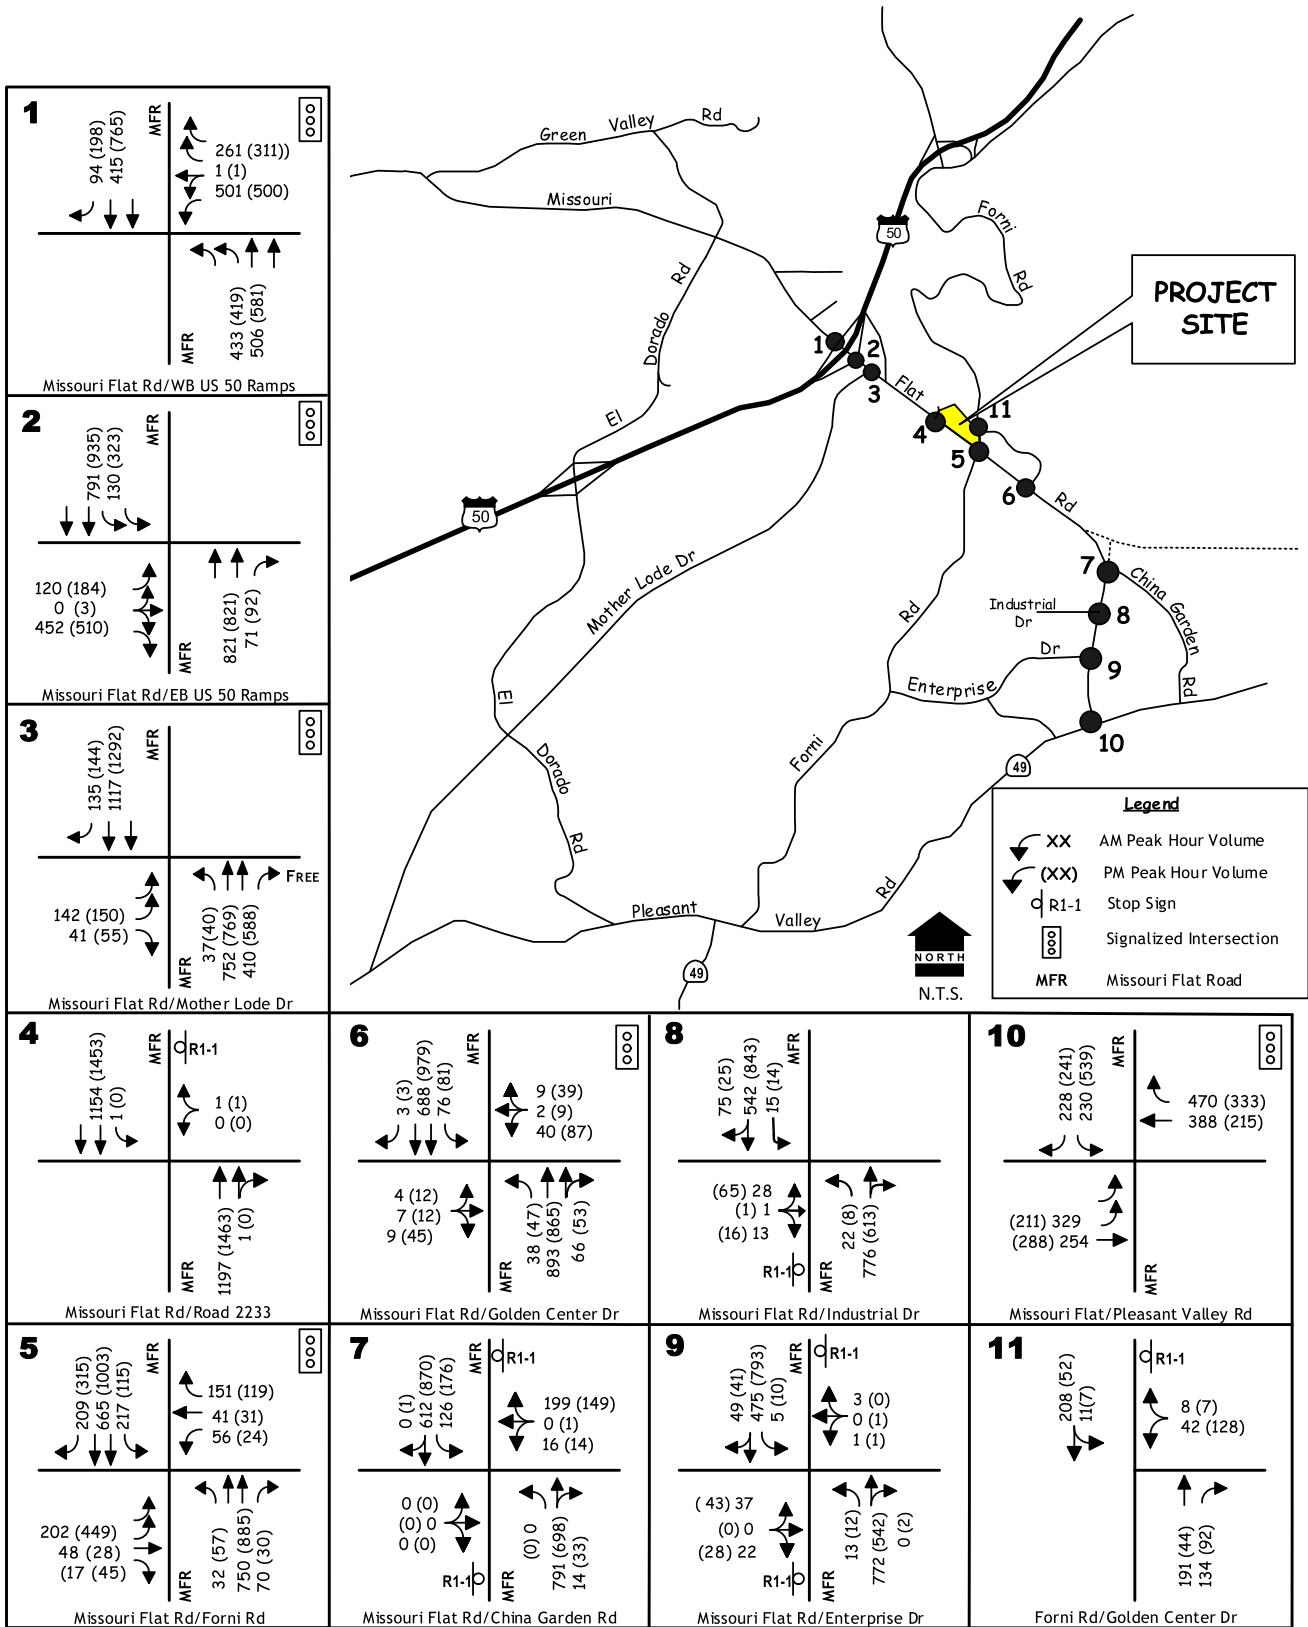 1
MFR
94 (198)
415 (765)
261 (311))
1 (1)
501 (500)
433 (419)
506 (581)
MFR
Missouri Flat Rd/WB US 50 Ramps
2
MFR
791 (935)
130 (323)
120 (184)
0 (3)
452 (510)
821 (821)
71 (92)
MFR
Missouri Flat Rd/EB US 50 Ramps
3
MFR
135 (144)
1117 (1292)
142 (150)
41 (55)
FREE
37(40)
752 (769)
410 (588)
MFR
Missouri Flat Rd/Mother Lode Dr
Green Valley Rd
Missouri
Forni
Rd
50
El
Dorado
Rd
PROJECT
SITE
1
2
3
Flat
4
11
5
6
Rd
50
Mother Lode Dr
7
China Garden
Rd
Industrial
Dr
8
Dr
9
Rd
Enterprise
10
49
El
Dorado
Rd
Forni
Rd
Pleasant
Valley
49
NORTH
N.T.S.
Legend
XX AM Peak Hour Volume
(XX) PM Peak Hour Volume
R1-1 Stop Sign
Signalized Intersection
MFR Missouri Flat Road
4
MFR
R1-1
1154 (1453)
1 (0)
1 (1)
0 (0)
1197 (1463)
1 (0)
MFR
Missouri Flat Rd/Road 2233
6
MFR
3 (3)
688 (979)
76 (81)
9 (39)
2 (9)
40 (87)
4 (12)
7 (12)
9 (45)
38 (47)
893 (865)
66 (53)
MFR
Missouri Flat Rd/Golden Center Dr
8
MFR
75 (25)
542 (843)
15 (14)
(65) 28
(1) 1
(16) 13
R1-1
22 (8)
776 (613)
MFR
Missouri Flat Rd/Industrial Dr
10
MFR
228 (241)
230 (539)
470 (333)
388 (215)
(211) 329
(288) 254
MFR
Missouri Flat/Pleasant Valley Rd
5
MFR
209 (315)
665 (1003)
217 (115)
151 (119)
41 (31)
56 (24)
202 (449)
48 (28)
(17 (45)
32 (57)
750 (885)
70 (30)
MFR
Missouri Flat Rd/Forni Rd
7
MFR
R1-1
0 (1)
612 (870)
126 (176)
199 (149)
0 (1)
16 (14)
0 (0)
(0) 0
0 (0)
R1-1
(0) 0
791 (698)
14 (33)
MFR
Missouri Flat Rd/China Garden Rd
9
MFR
R1-1
49 (41)
475 (793)
5 (10)
3 (0)
0 (1)
1 (1)
( 43) 37
(0) 0
(28) 22
R1-1
13 (12)
772 (542)
0 (2)
MFR
Missouri Flat Rd/Enterprise Dr
11
R1-1
208 (52)
11(7)
8 (7)
42 (128)
191 (44)
134 (92)
Forni Rd/Golden Center Dr